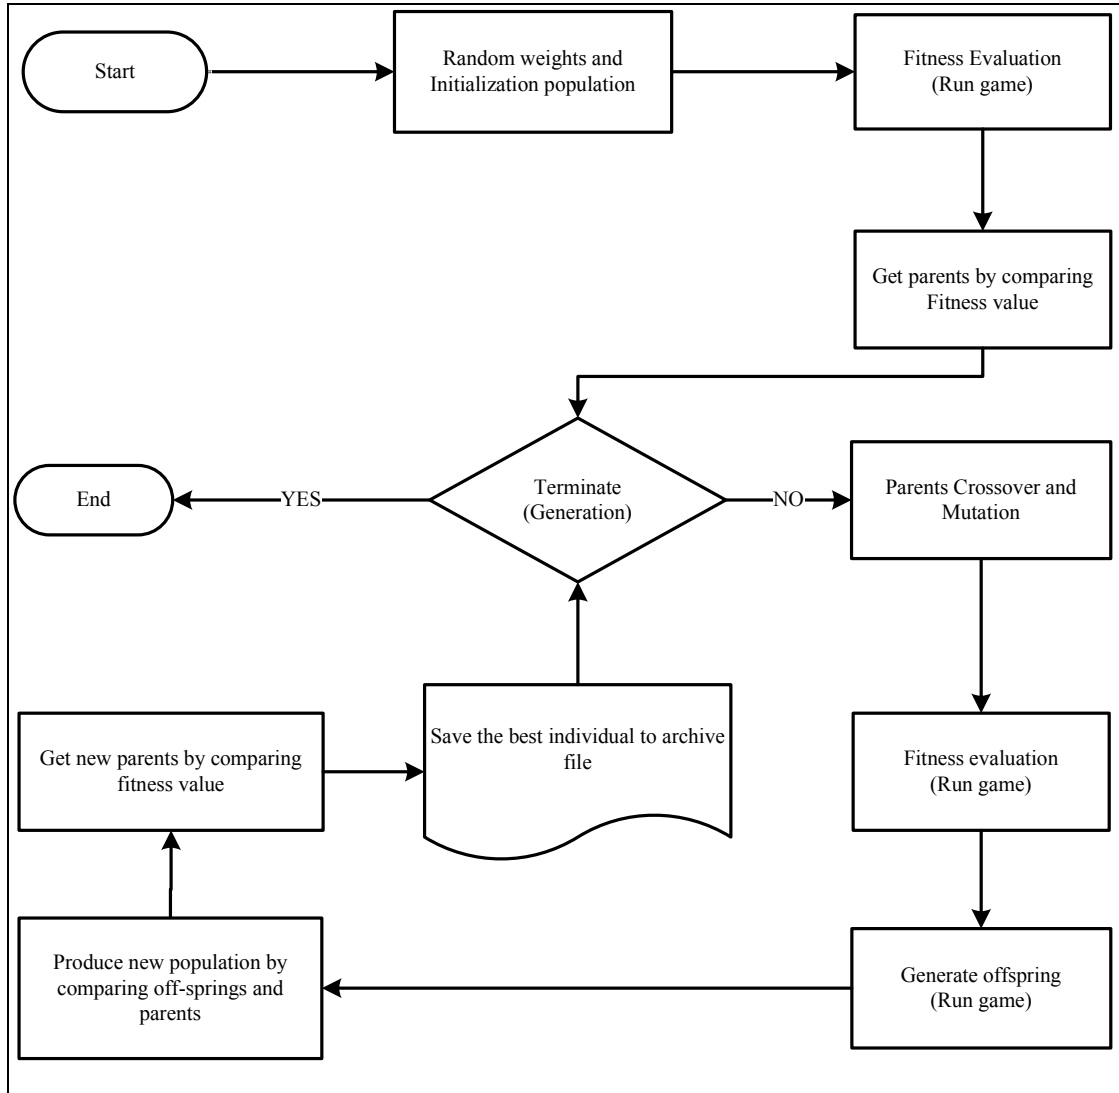 Start
Random weights and
Initialization population
Fitness Evaluation
(Run game)
Get parents by comparing
Fitness value
End
YES
Terminate
(Generation)
NO
Parents Crossover and
Mutation
Get new parents by comparing
fitness value
Save the best individual to archive
file
Fitness evaluation
(Run game)
Produce new population by
comparing off-springs and
parents
Generate offspring
(Run game)